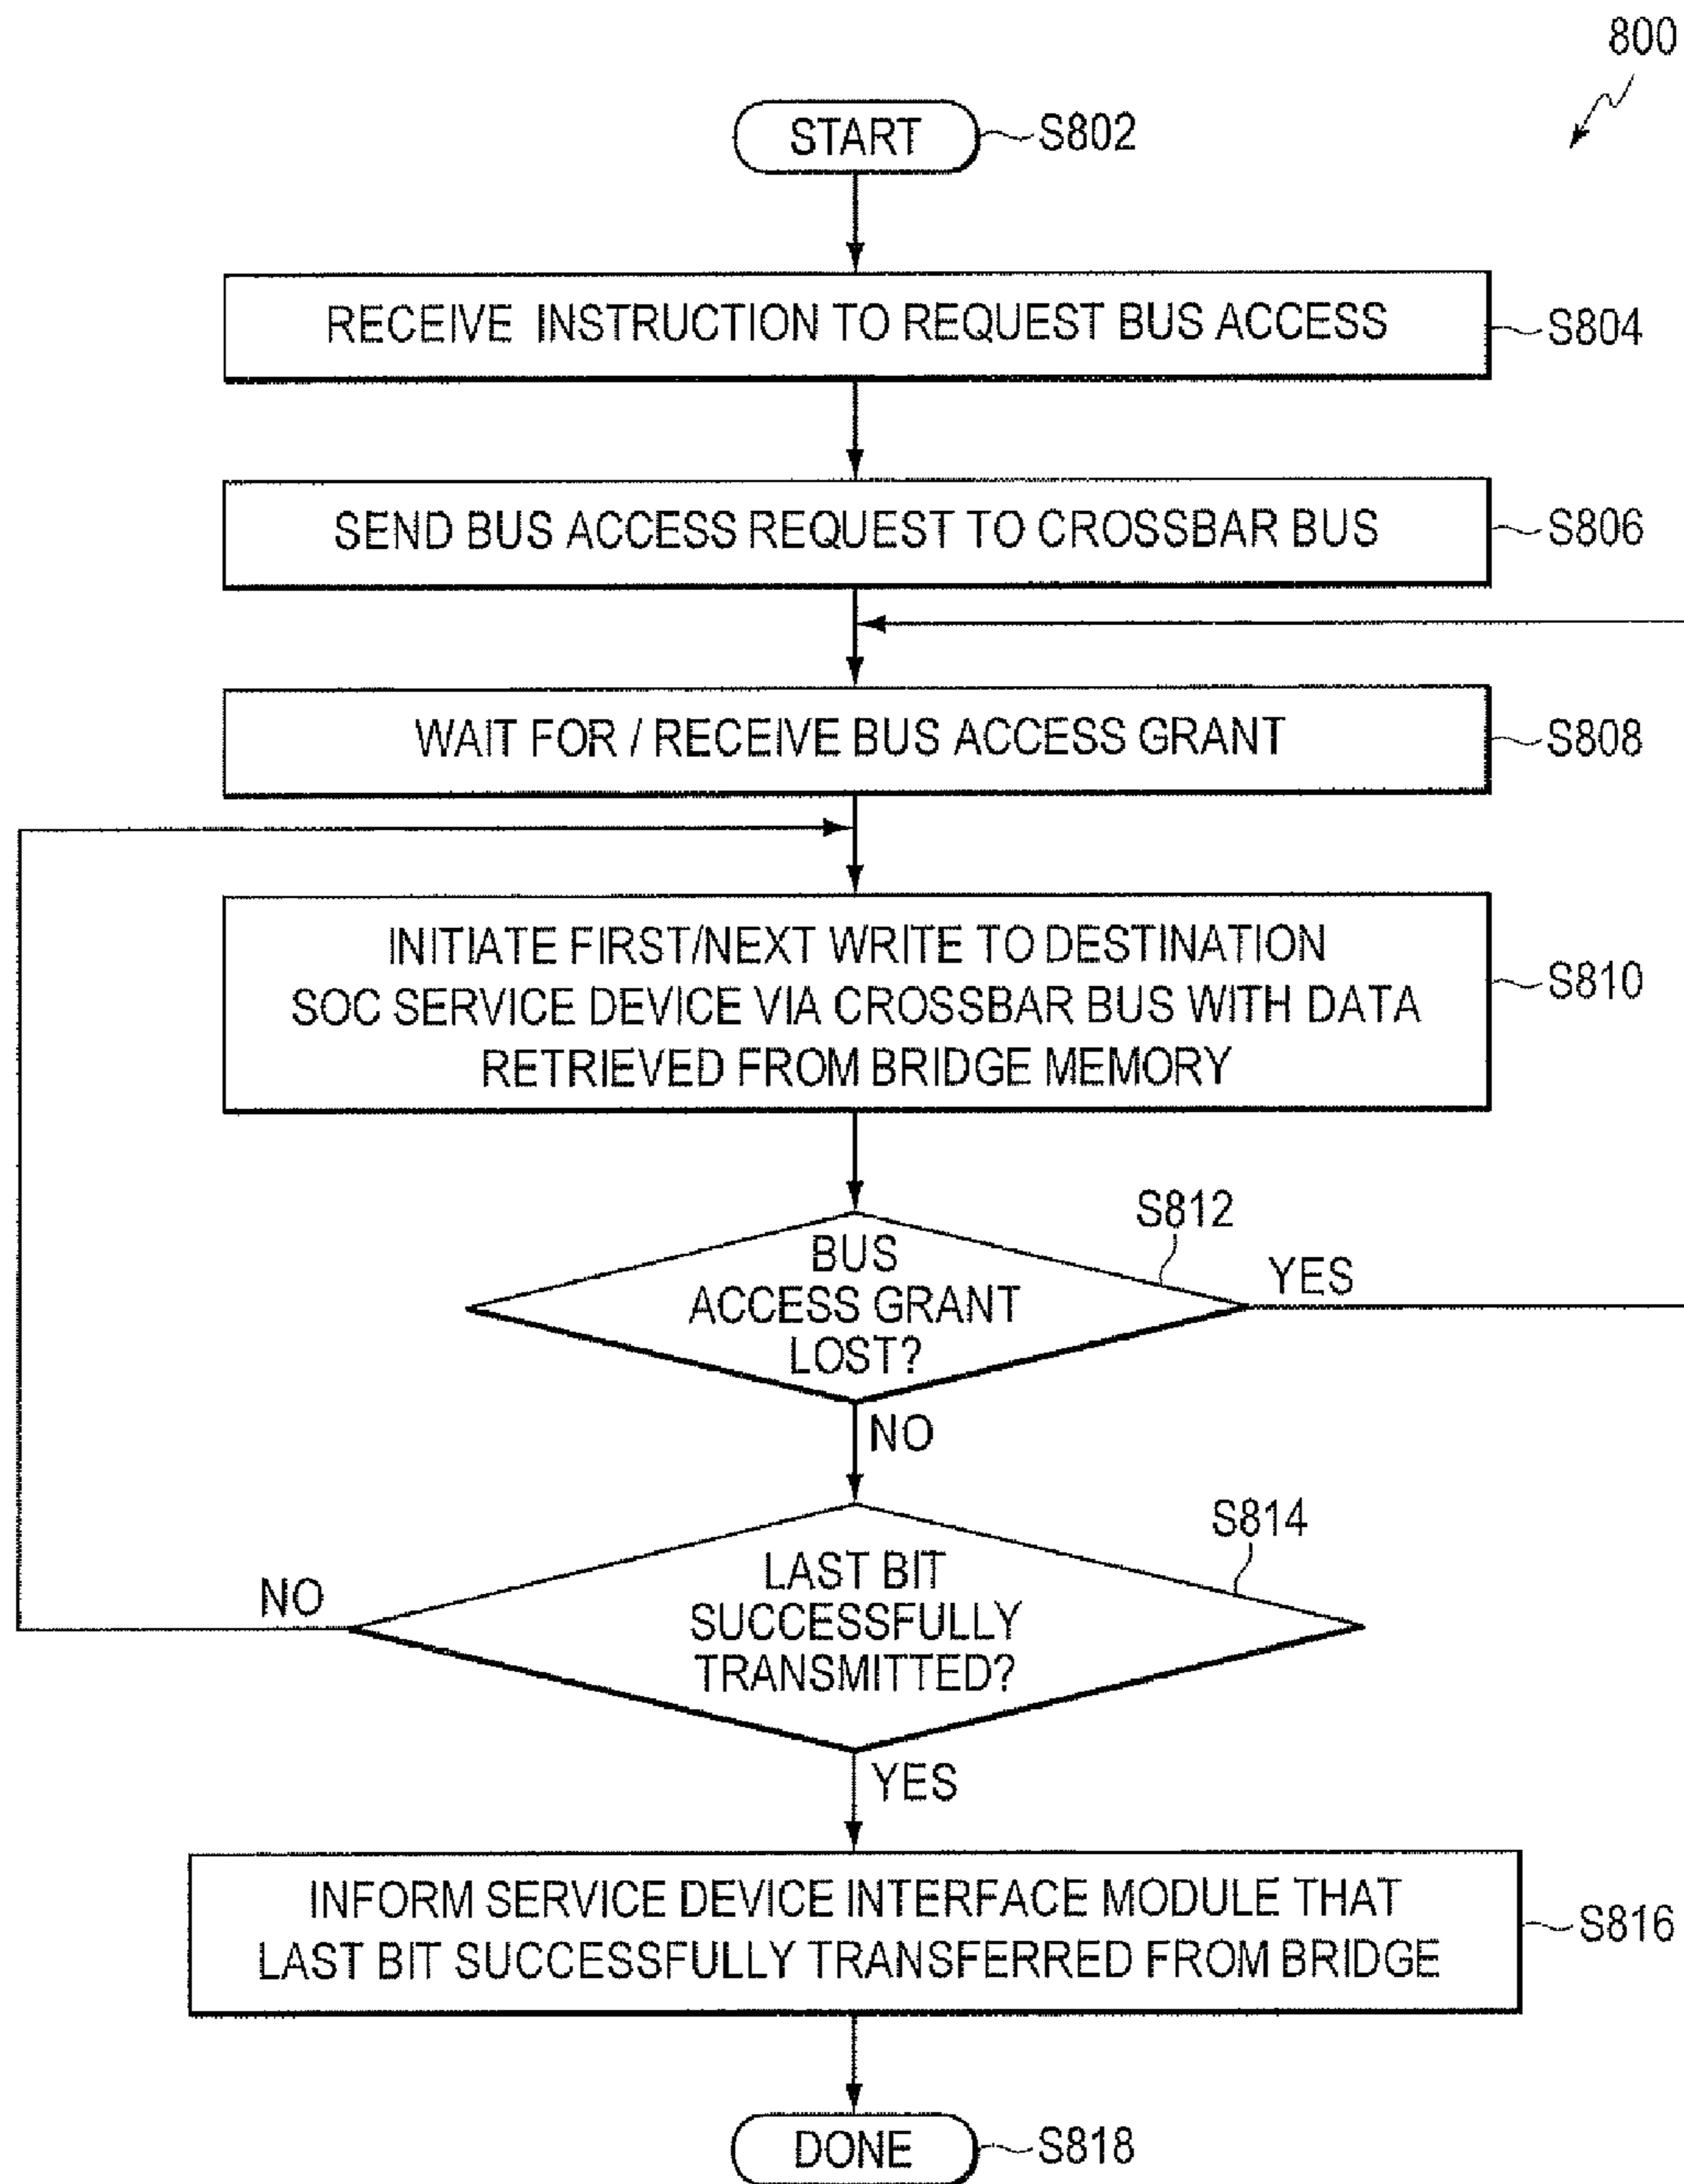 800
START
S802
RECEIVE INSTRUCTION TO REQUEST BUS ACCESS
S804
SEND BUS ACCESS REQUEST TO CROSSBAR BUS
S806
WAIT FOR / RECEIVE BUS ACCESS GRANT
S808
INITIATE FIRST/NEXT WRITE TO DESTINATION
SOC SERVICE DEVICE VIA CROSSBAR BUS WITH DATA
RETRIEVED FROM BRIDGE MEMORY
S810
BUS
ACCESS GRANT
LOST?
S812
YES
NO
LAST BIT
SUCCESSFULLY
TRANSMITTED?
S814
NO
YES
INFORM SERVICE DEVICE INTERFACE MODULE THAT
LAST BIT SUCCESSFULLY TRANSFERRED FROM BRIDGE
S816
DONE
S818